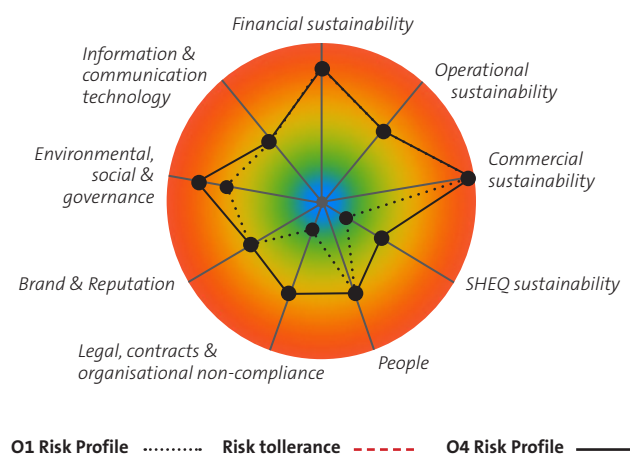 Financial sustainability
Information &
communication
technology
Operational
sustainability
Environmental,
social &
governance
Commercial
sustainability
Brand & Reputation
SHEQ sustainability
Legal, contracts &
organisational non-compliance
People
O1 Risk Profile
Risk tollerance
O4 Risk Profile